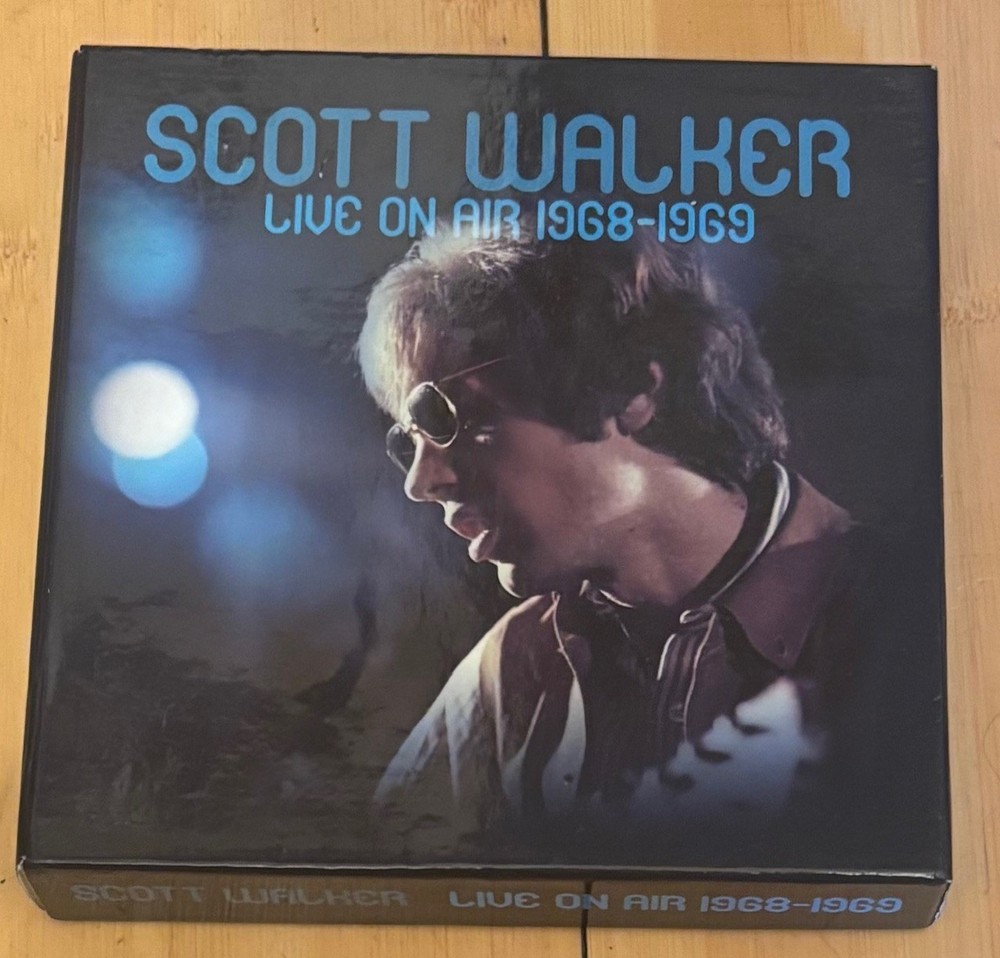 SCOTT WALKER
LIVE ON AIR 1968-1969
SCOTT WALKER LIVE ON AIR 1968-1969